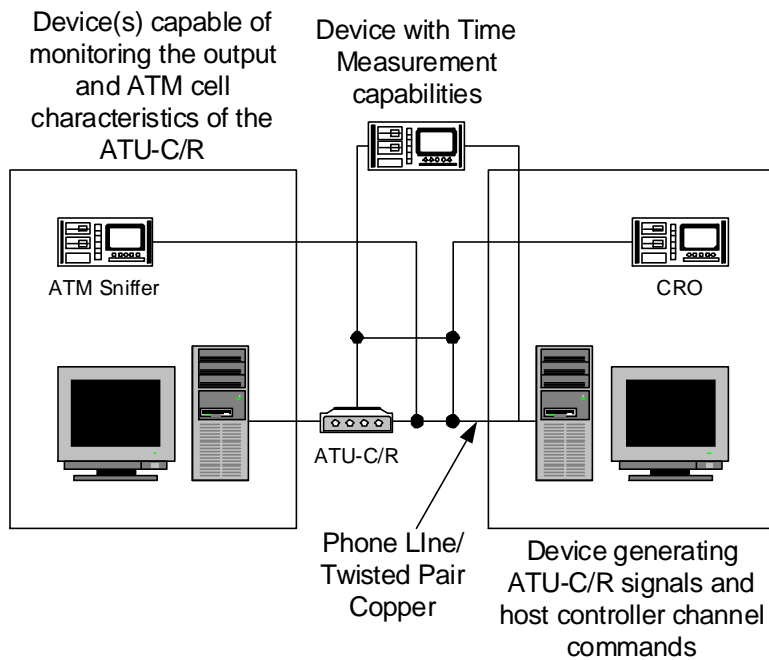 Device(s) capable of
monitoring the output
and ATM cell
characteristics of the
ATU-C/R
Device with Time
Measurement
capabilities
ATM Sniffer
CRO
ATU-C/R
Phone LIne/
Twisted Pair
Copper
Device generating
ATU-C/R signals and
host controller channel
commands